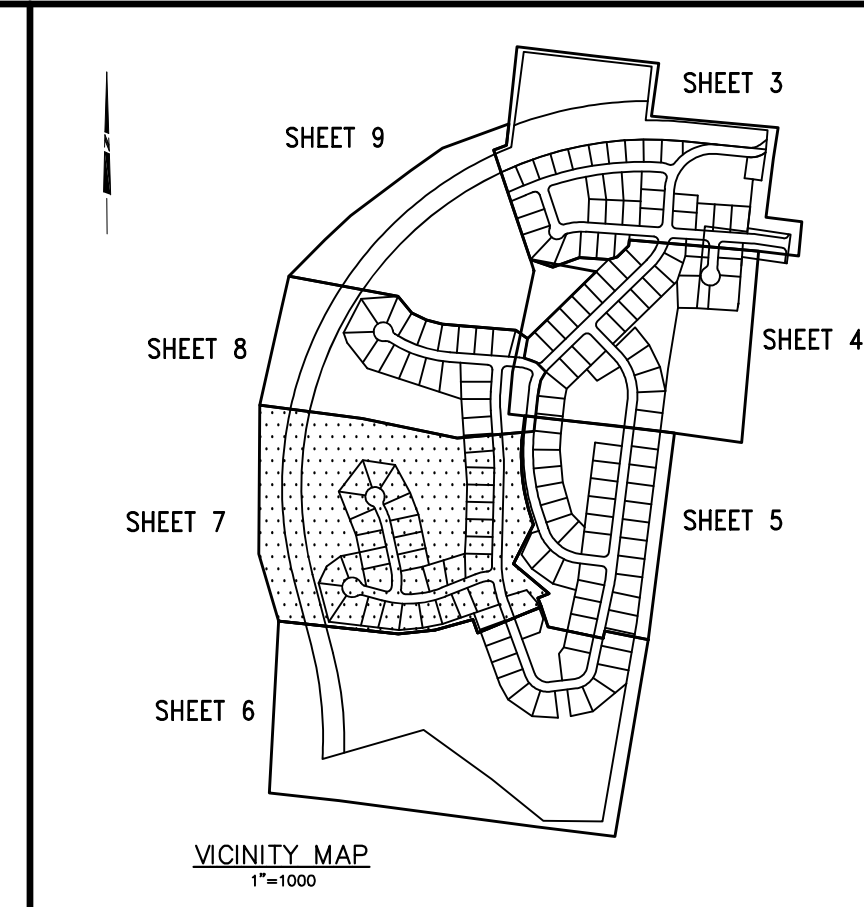 SHEET 3
SHEET 9
N
SHEET 4
SHEET 8
SHEET 7
SHEET 5
SHEET 6
VICINITY MAP
1"=1000